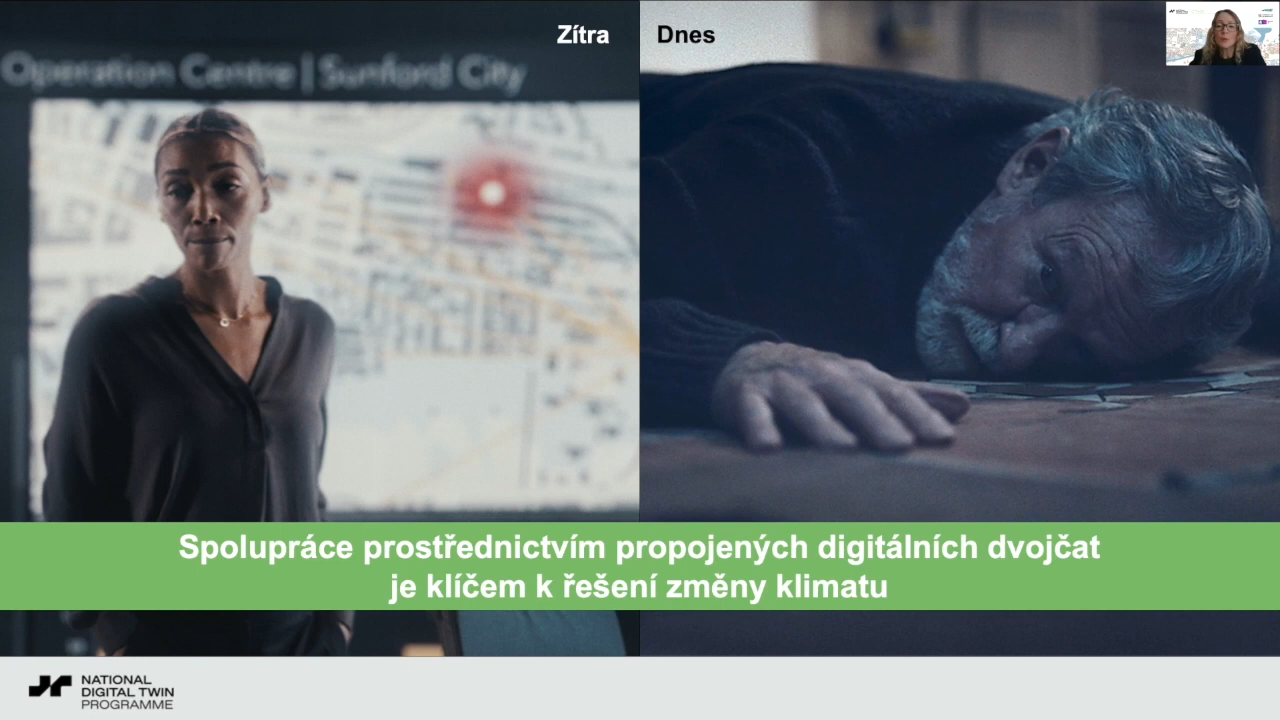 Zítra
Dnes
Operation Centre | Sunford City
Spolupráce prostřednictvím propojených digitálních dvojčat
je klíčem k řešení změny klimatu
NATIONAL
DIGITAL TWIN
PROGRAMME